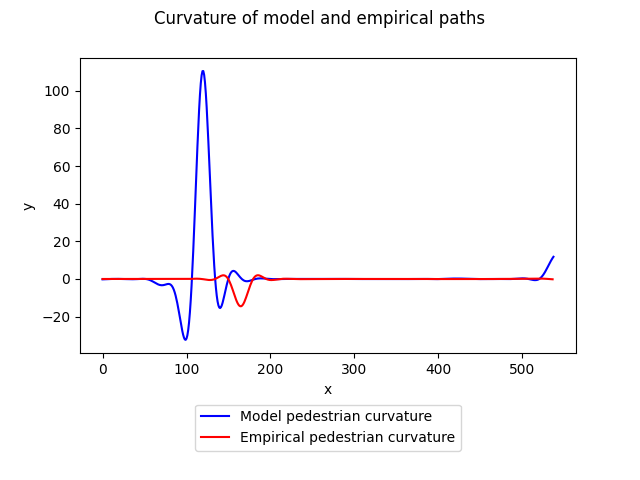 Curvature of model and empirical paths
100
80
60
40
20
0
−20
y
0 100 200 300 400 500
x
Model pedestrian curvature
Empirical pedestrian curvature